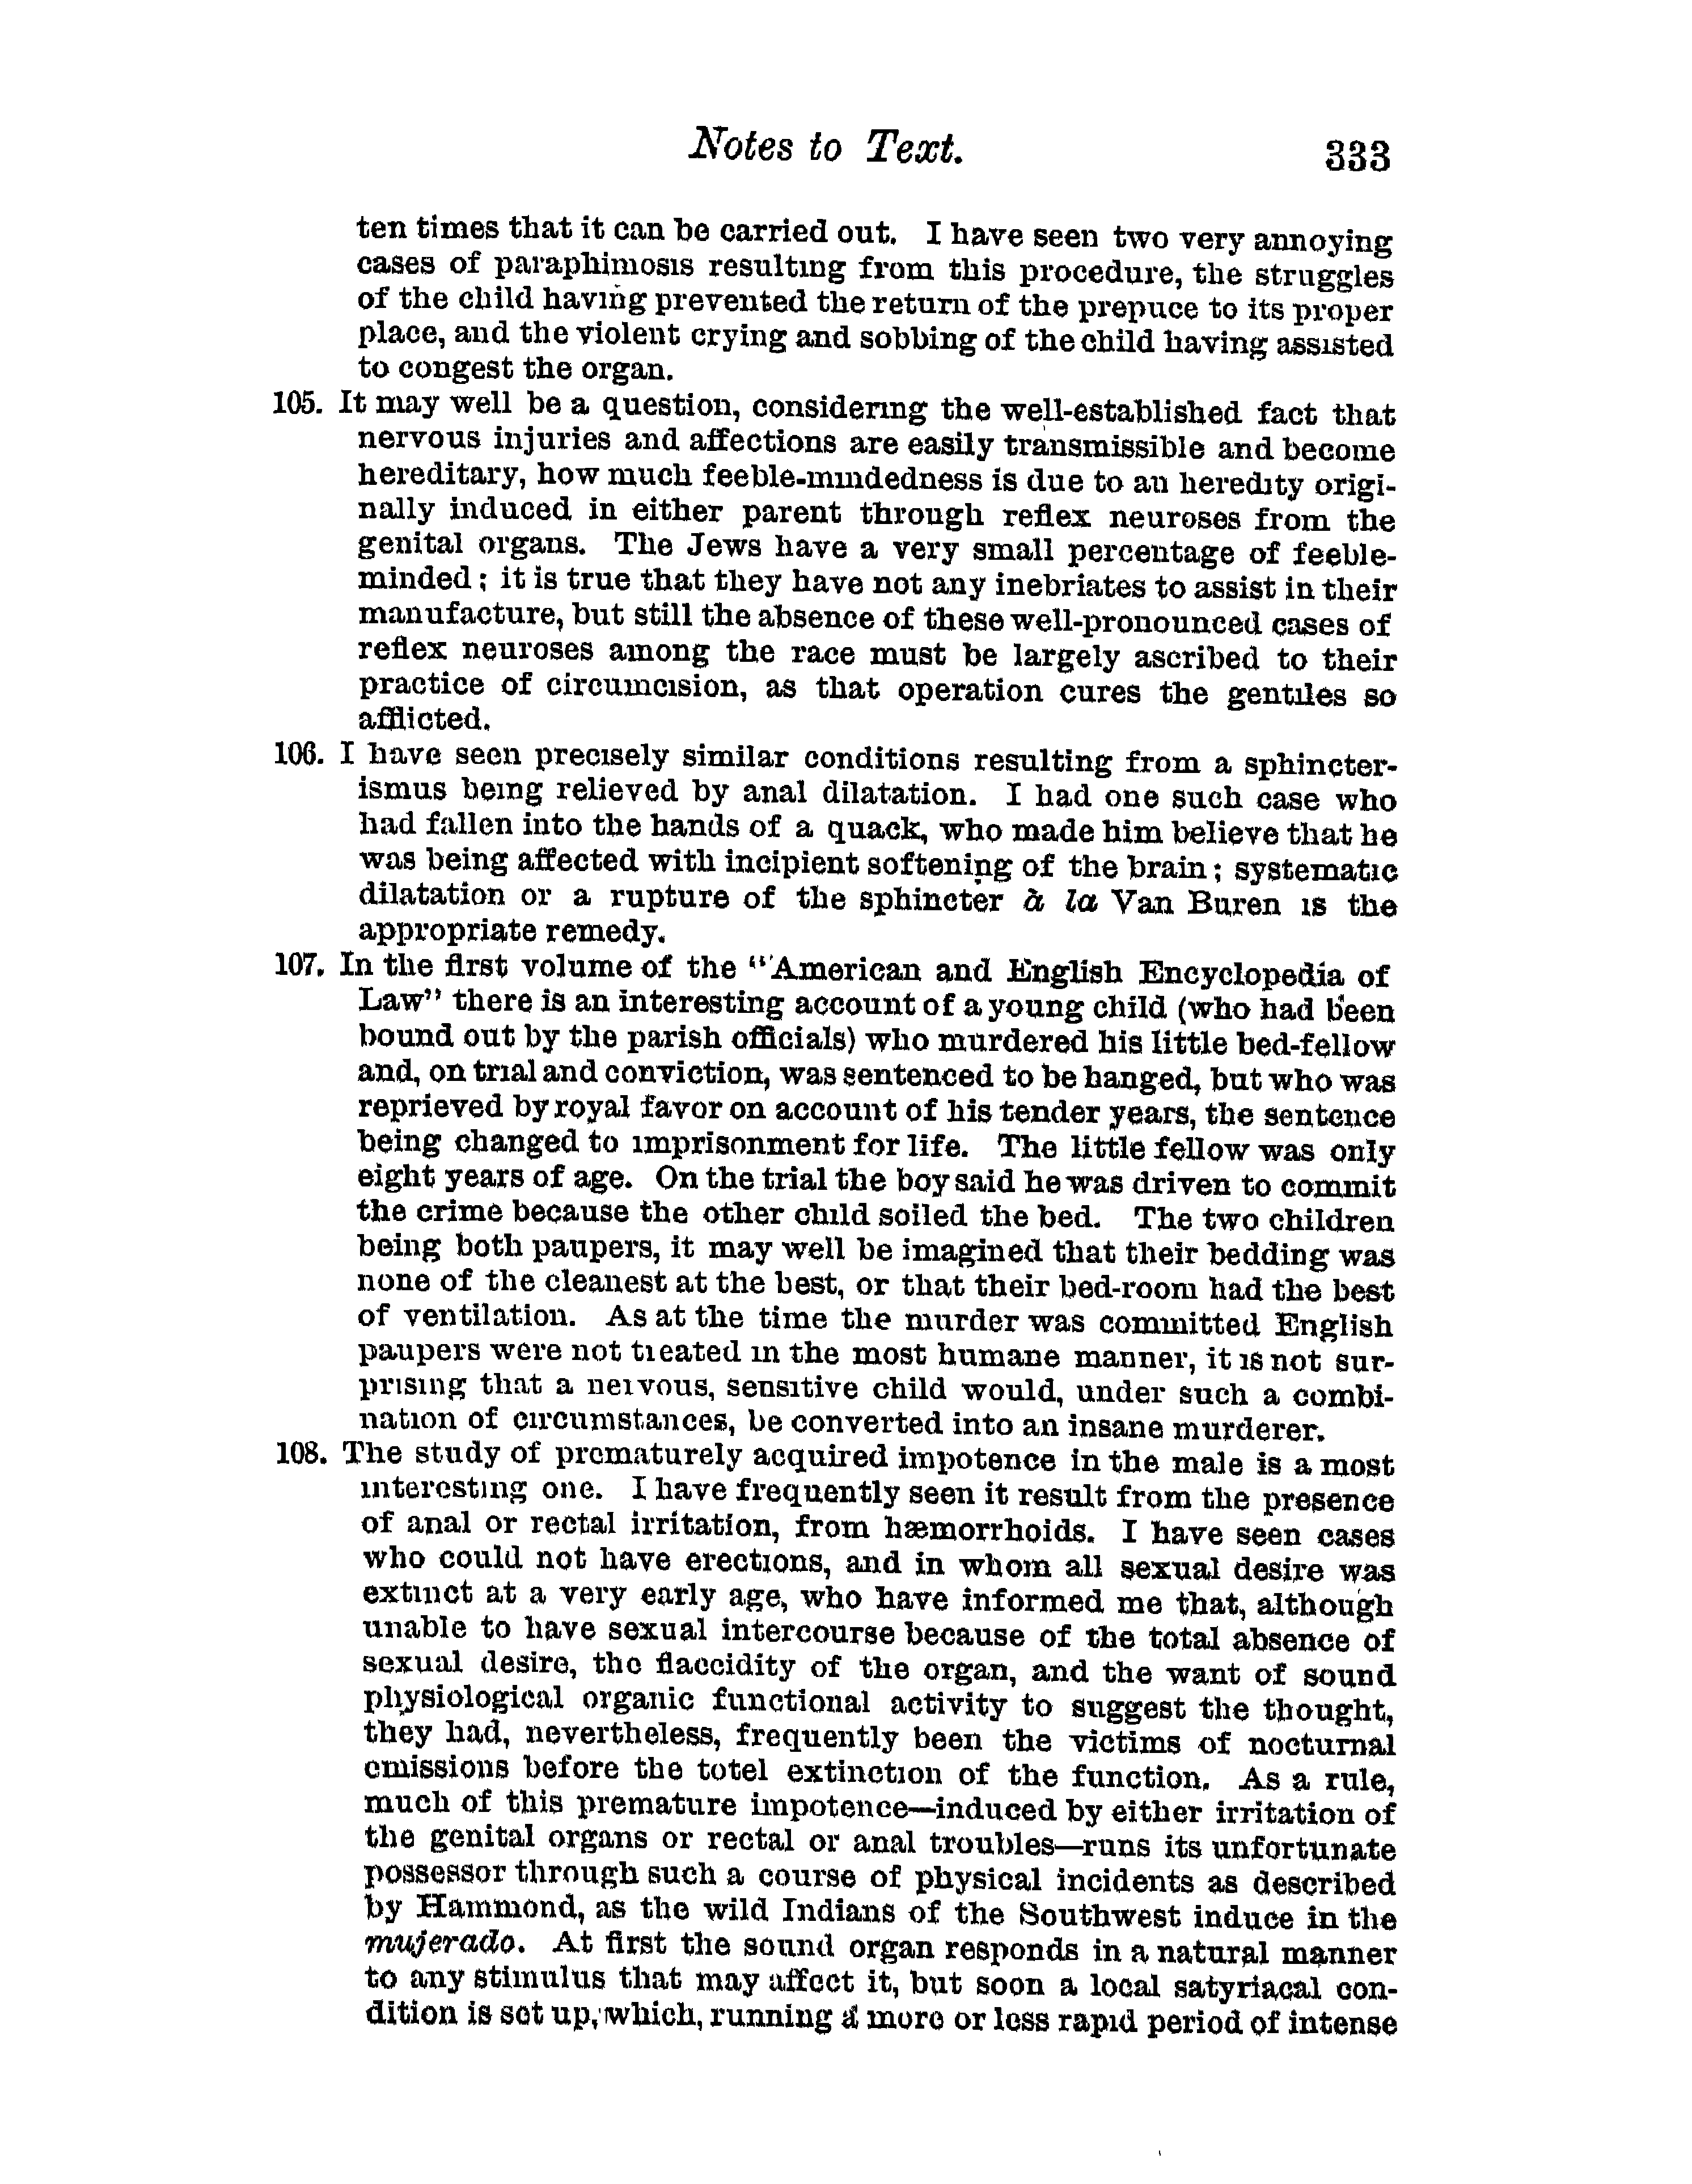 Notes to Text. 333
ten times that it can be carried out. I have seen two very annoying
cases of paraphimosis resulting from this procedure, the struggles
of the child having prevented the return of the prepuce to its proper
place, and the violent crying and sobbing of the child having assisted
to congest the organ.
105. It may well be a question, considering the well-established fact that
nervous injuries and affections are easily transmissible and become
hereditary, how much feeble-mindedness is due to an heredity origi-
nally induced in either parent through reflex neuroses from the
genital organs. The Jews have a very small percentage of feeble-
minded; it is true that they have not any inebriates to assist in their
manufacture, but still the absence of these well-pronounced cases of
reflex neuroses among the race must be largely ascribed to their
practice of circumcision, as that operation cures the gentiles so
afflicted.
106. I have seen precisely similar conditions resulting from a sphincter-
ismus being relieved by anal dilatation. I had one such case who
had fallen into the hands of a quack, who made him believe that he
was being affected with incipient softening of the brain; systematic
dilatation or a rupture of the sphincter à la Van Buren is the
appropriate remedy.
107. In the first volume of the "American and English Encyclopedia of
Law" there is an interesting account of a young child (who had been
bound out by the parish officials) who murdered his little bed-fellow
and, on trial and conviction, was sentenced to be hanged, but who was
reprieved by royal favor on account of his tender years, the sentence
being changed to imprisonment for life. The little fellow was only
eight years of age. On the trial the boy said he was driven to commit
the crime because the other child soiled the bed. The two children
being both paupers, it may well be imagined that their bedding was
none of the cleanest at the best, or that their bed-room had the best
of ventilation. As at the time the murder was committed English
paupers were not treated in the most humane manner, it is not sur-
prising that a nervous, sensitive child would, under such a combi-
nation of circumstances, be converted into an insane murderer.
108. The study of prematurely acquired impotence in the male is a most
interesting one. I have frequently seen it result from the presence
of anal or rectal irritation, from hæmorrhoids. I have seen cases
who could not have erections, and in whom all sexual desire was
extinct at a very early age, who have informed me that, although
unable to have sexual intercourse because of the total absence of
sexual desire, the flaccidity of the organ, and the want of sound
physiological organic functional activity to suggest the thought,
they had, nevertheless, frequently been the victims of nocturnal
emissions before the totel extinction of the function. As a rule,
much of this premature impotence—induced by either irritation of
the genital organs or rectal or anal troubles—runs its unfortunate
possessor through such a course of physical incidents as described
by Hammond, as the wild Indians of the Southwest induce in the
mujerado. At first the sound organ responds in a natural manner
to any stimulus that may affect it, but soon a local satyriacal con-
dition is set up, which, running a more or less rapid period of intense